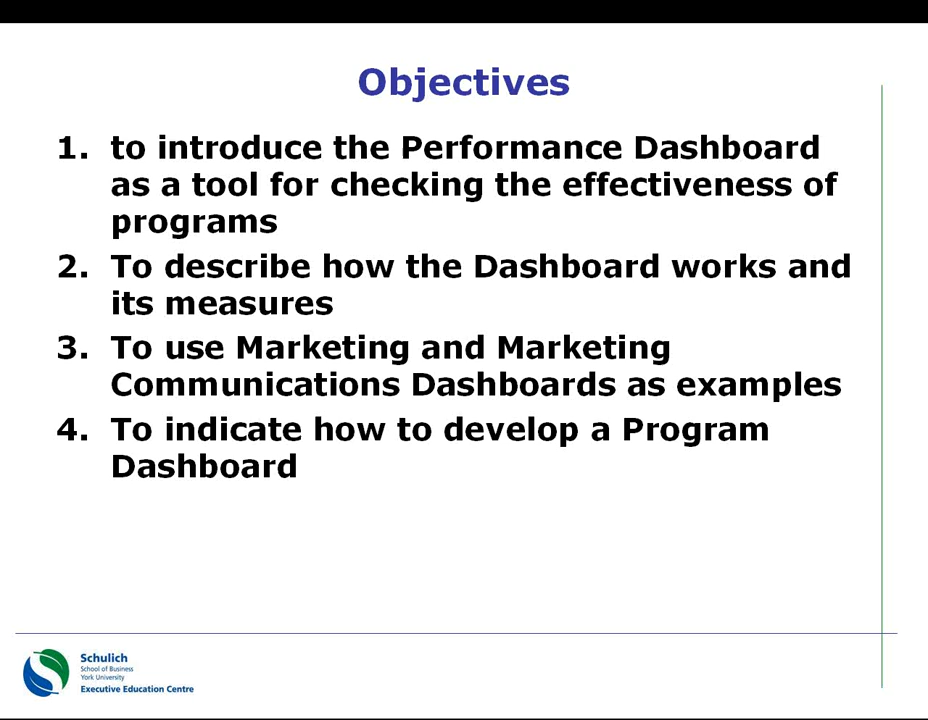 Objectives
1. to introduce the Performance Dashboard
as a tool for checking the effectiveness of
programs
2. To describe how the Dashboard works and
its measures
3. To use Marketing and Marketing
Communications Dashboards as examples
4. To indicate how to develop a Program
Dashboard
Schulich
School of Business
York University
Executive Education Centre